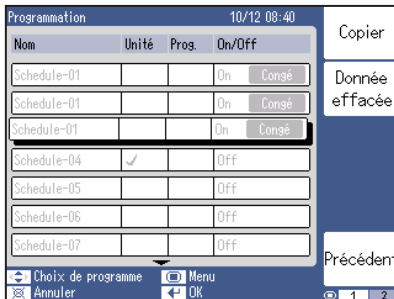 Programmation 10/12 08:40
Nom Unité Prog. On/Off
Schedule-01 On Congé
Schedule-01 On Congé
Schedule-01 On Congé
Schedule-04 ✓ Off
Schedule-05 Off
Schedule-06 Off
Schedule-07 Off
Choix de programme Menu
Annuler OK
Copier
Donnée
effacée
Précédent
1 2